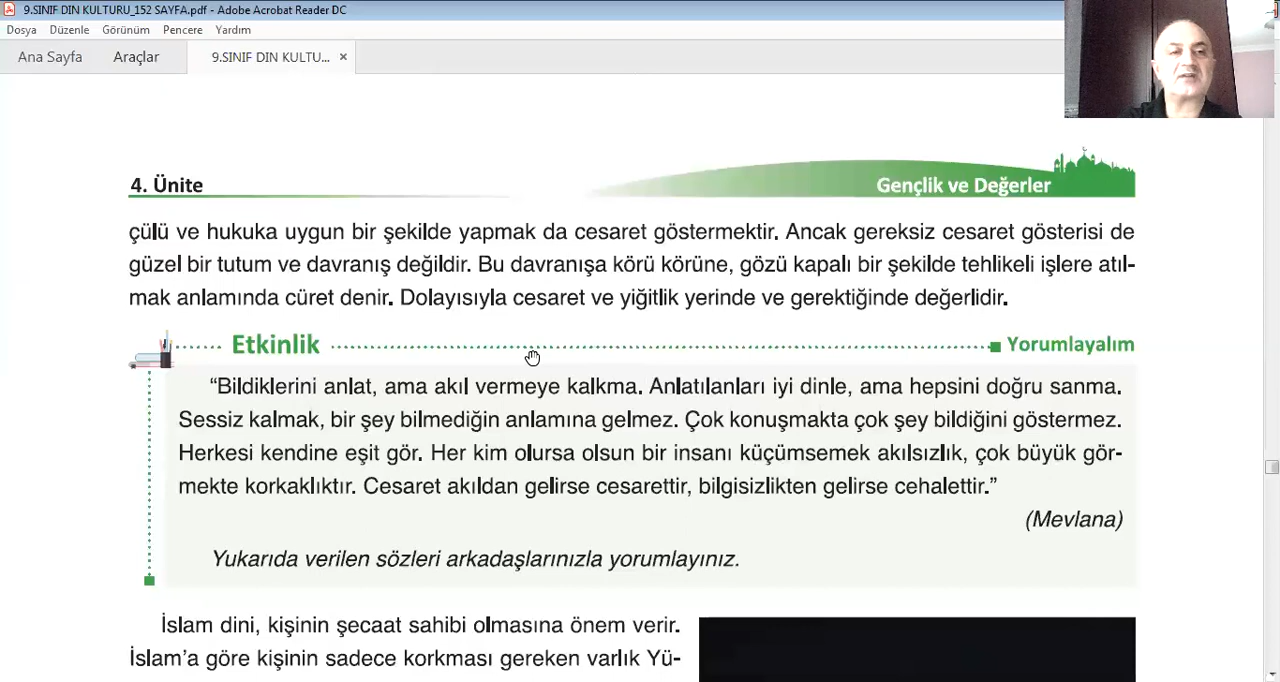 9.SINIF DIN KULTURU_152 SAYFA.pdf - Adobe Acrobat Reader DC
Dosya Düzenle Görünüm Pencere Yardım
Ana Sayfa Araçlar 9.SINIF DIN KULTU... ×
4. Ünite Gençlik ve Değerler
çülü ve hukuka uygun bir şekilde yapmak da cesaret göstermektir. Ancak gereksiz cesaret gösterisi de
güzel bir tutum ve davranış değildir. Bu davranışa körü körüne, gözü kapalı bir şekilde tehlikeli işlere atıl-
mak anlamında cüret denir. Dolayısıyla cesaret ve yiğitlik yerinde ve gerektiğinde değerlidir.
Etkinlik Yorumlayalım
“Bildiklerini anlat, ama akıl vermeye kalkma. Anlatılanları iyi dinle, ama hepsini doğru sanma.
Sessiz kalmak, bir şey bilmediğin anlamına gelmez. Çok konuşmakta çok şey bildiğini göstermez.
Herkesi kendine eşit gör. Her kim olursa olsun bir insanı küçümsemek akılsızlık, çok büyük gör-
mekte korkaklıktır. Cesaret akıldan gelirse cesarettir, bilgisizlikten gelirse cehalettir.”
(Mevlana)
Yukarıda verilen sözleri arkadaşlarınızla yorumlayınız.
İslam dini, kişinin şecaat sahibi olmasına önem verir.
İslam’a göre kişinin sadece korkması gereken varlık Yü-